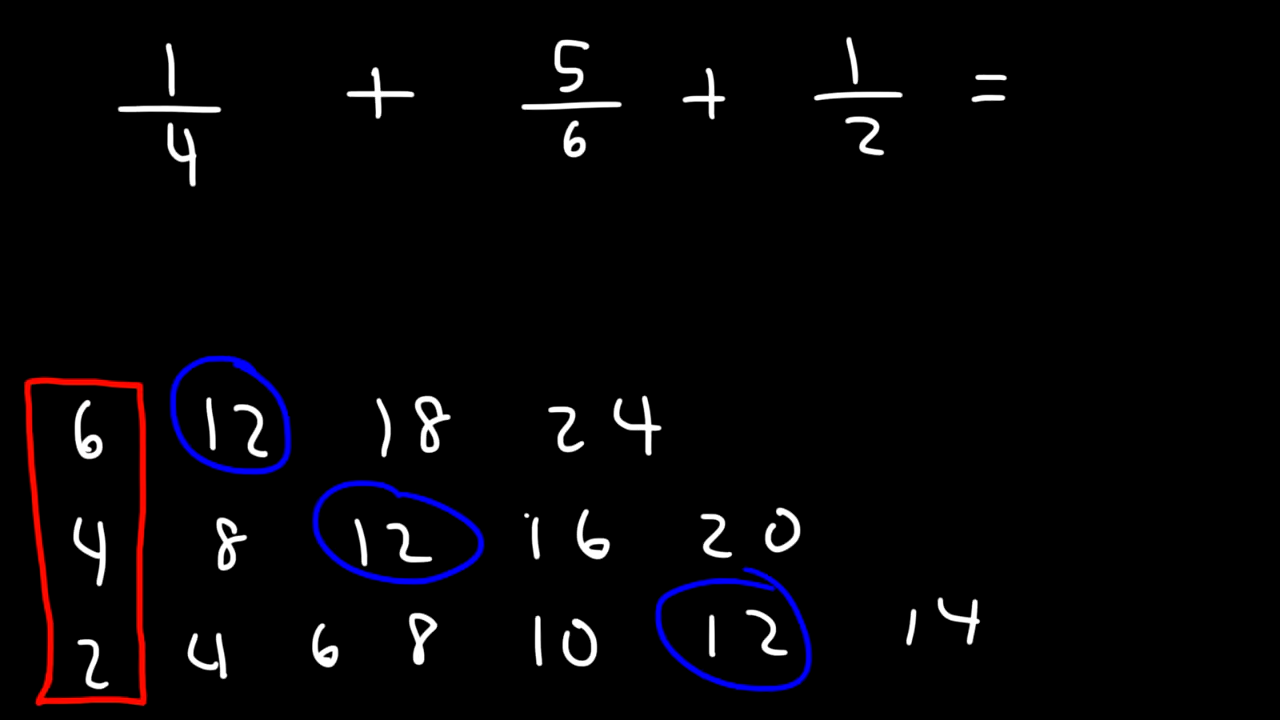 1/4 + 5/6 + 1/2 =
6 12 18 24
4 8 12 16 20
2 4 6 8 10 12 14